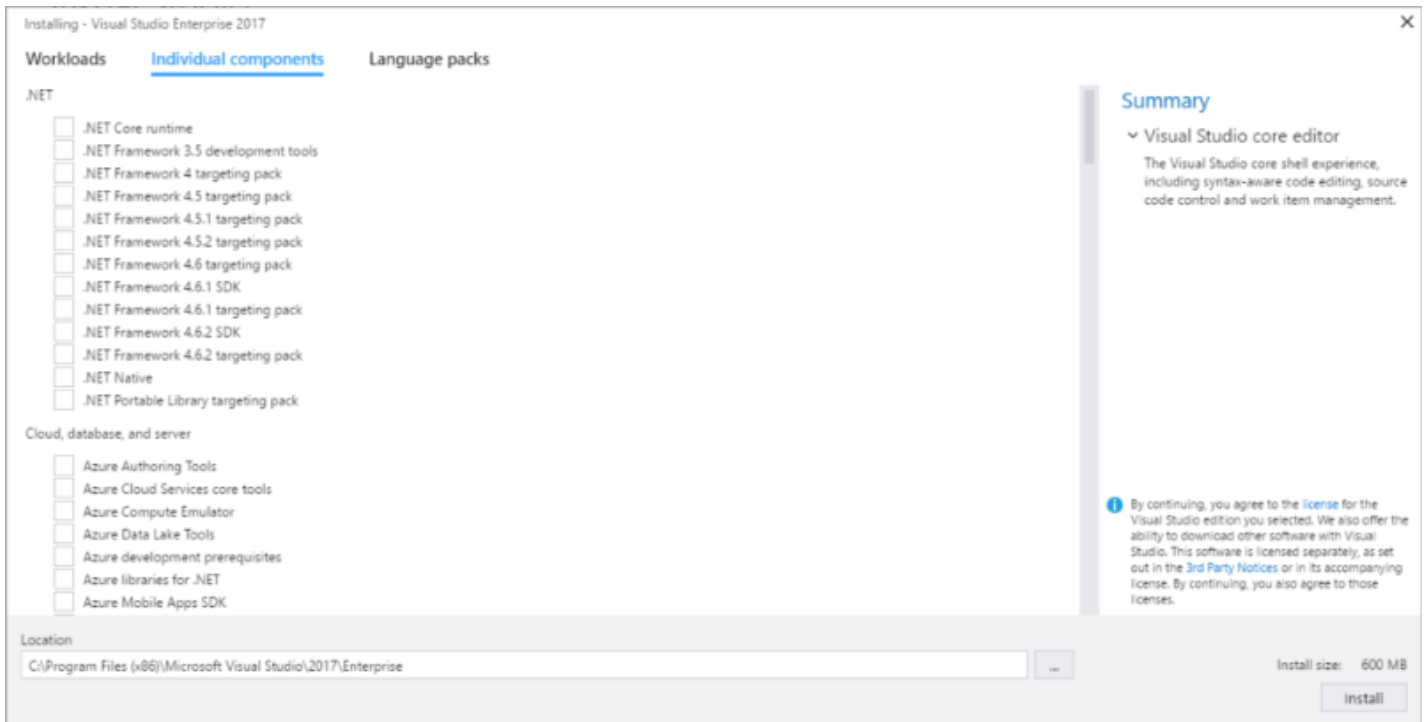 Installing - Visual Studio Enterprise 2017
Workloads Individual components Language packs
.NET
.NET Core runtime
.NET Framework 3.5 development tools
.NET Framework 4 targeting pack
.NET Framework 4.5 targeting pack
.NET Framework 4.5.1 targeting pack
.NET Framework 4.5.2 targeting pack
.NET Framework 4.6 targeting pack
.NET Framework 4.6.1 SDK
.NET Framework 4.6.1 targeting pack
.NET Framework 4.6.2 SDK
.NET Framework 4.6.2 targeting pack
.NET Native
.NET Portable Library targeting pack
Cloud, database, and server
Azure Authoring Tools
Azure Cloud Services core tools
Azure Compute Emulator
Azure Data Lake Tools
Azure development prerequisites
Azure libraries for .NET
Azure Mobile Apps SDK
Summary
Visual Studio core editor
The Visual Studio core shell experience,
including syntax-aware code editing, source
code control and work item management.
By continuing, you agree to the license for the
Visual Studio edition you selected. We also offer the
ability to download other software with Visual
Studio. This software is licensed separately, as set
out in the 3rd Party Notices or in its accompanying
license. By continuing, you also agree to those
licenses.
Location
C:\Program Files (x86)\Microsoft Visual Studio\2017\Enterprise
...
Install size: 600 MB
Install